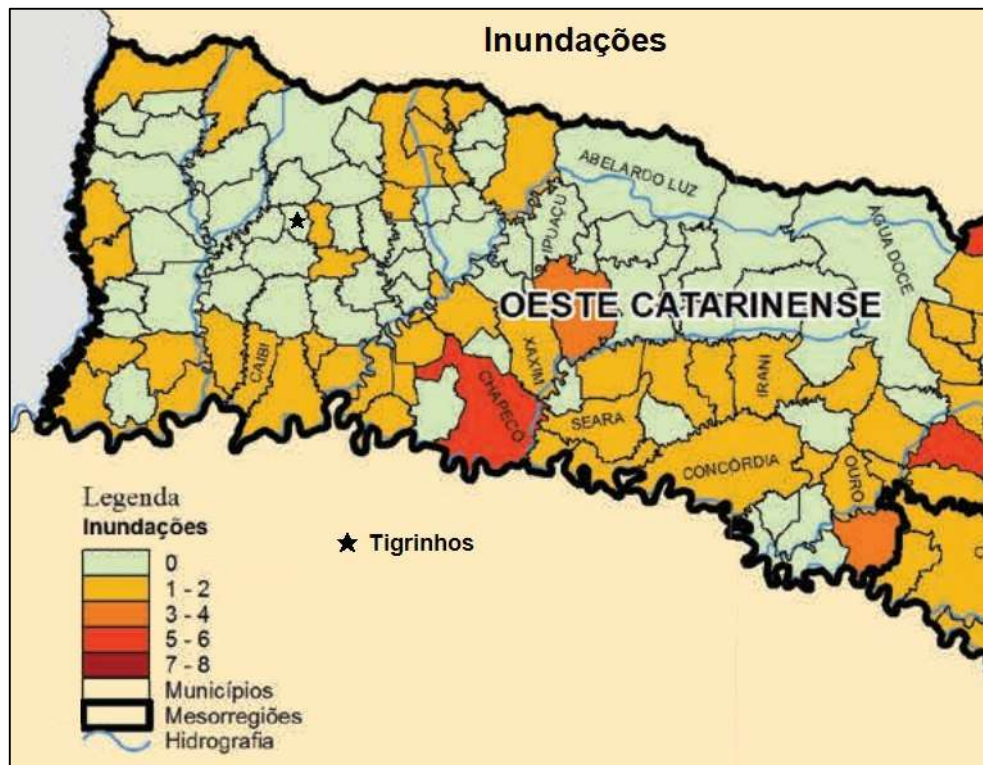 Inundações
ABELARDO LUZ
IPUAÇU
ÁGUA DOCE
OESTE CATARINENSE
XAXIM
CAIBI
CHAPECÓ
IRANI
SEARA
CONCÓRDIA
OURO
C
Legenda
Inundações
0
1 - 2
3 - 4
5 - 6
7 - 8
Municípios
Mesorregiões
Hidrografia
Tigrinhos